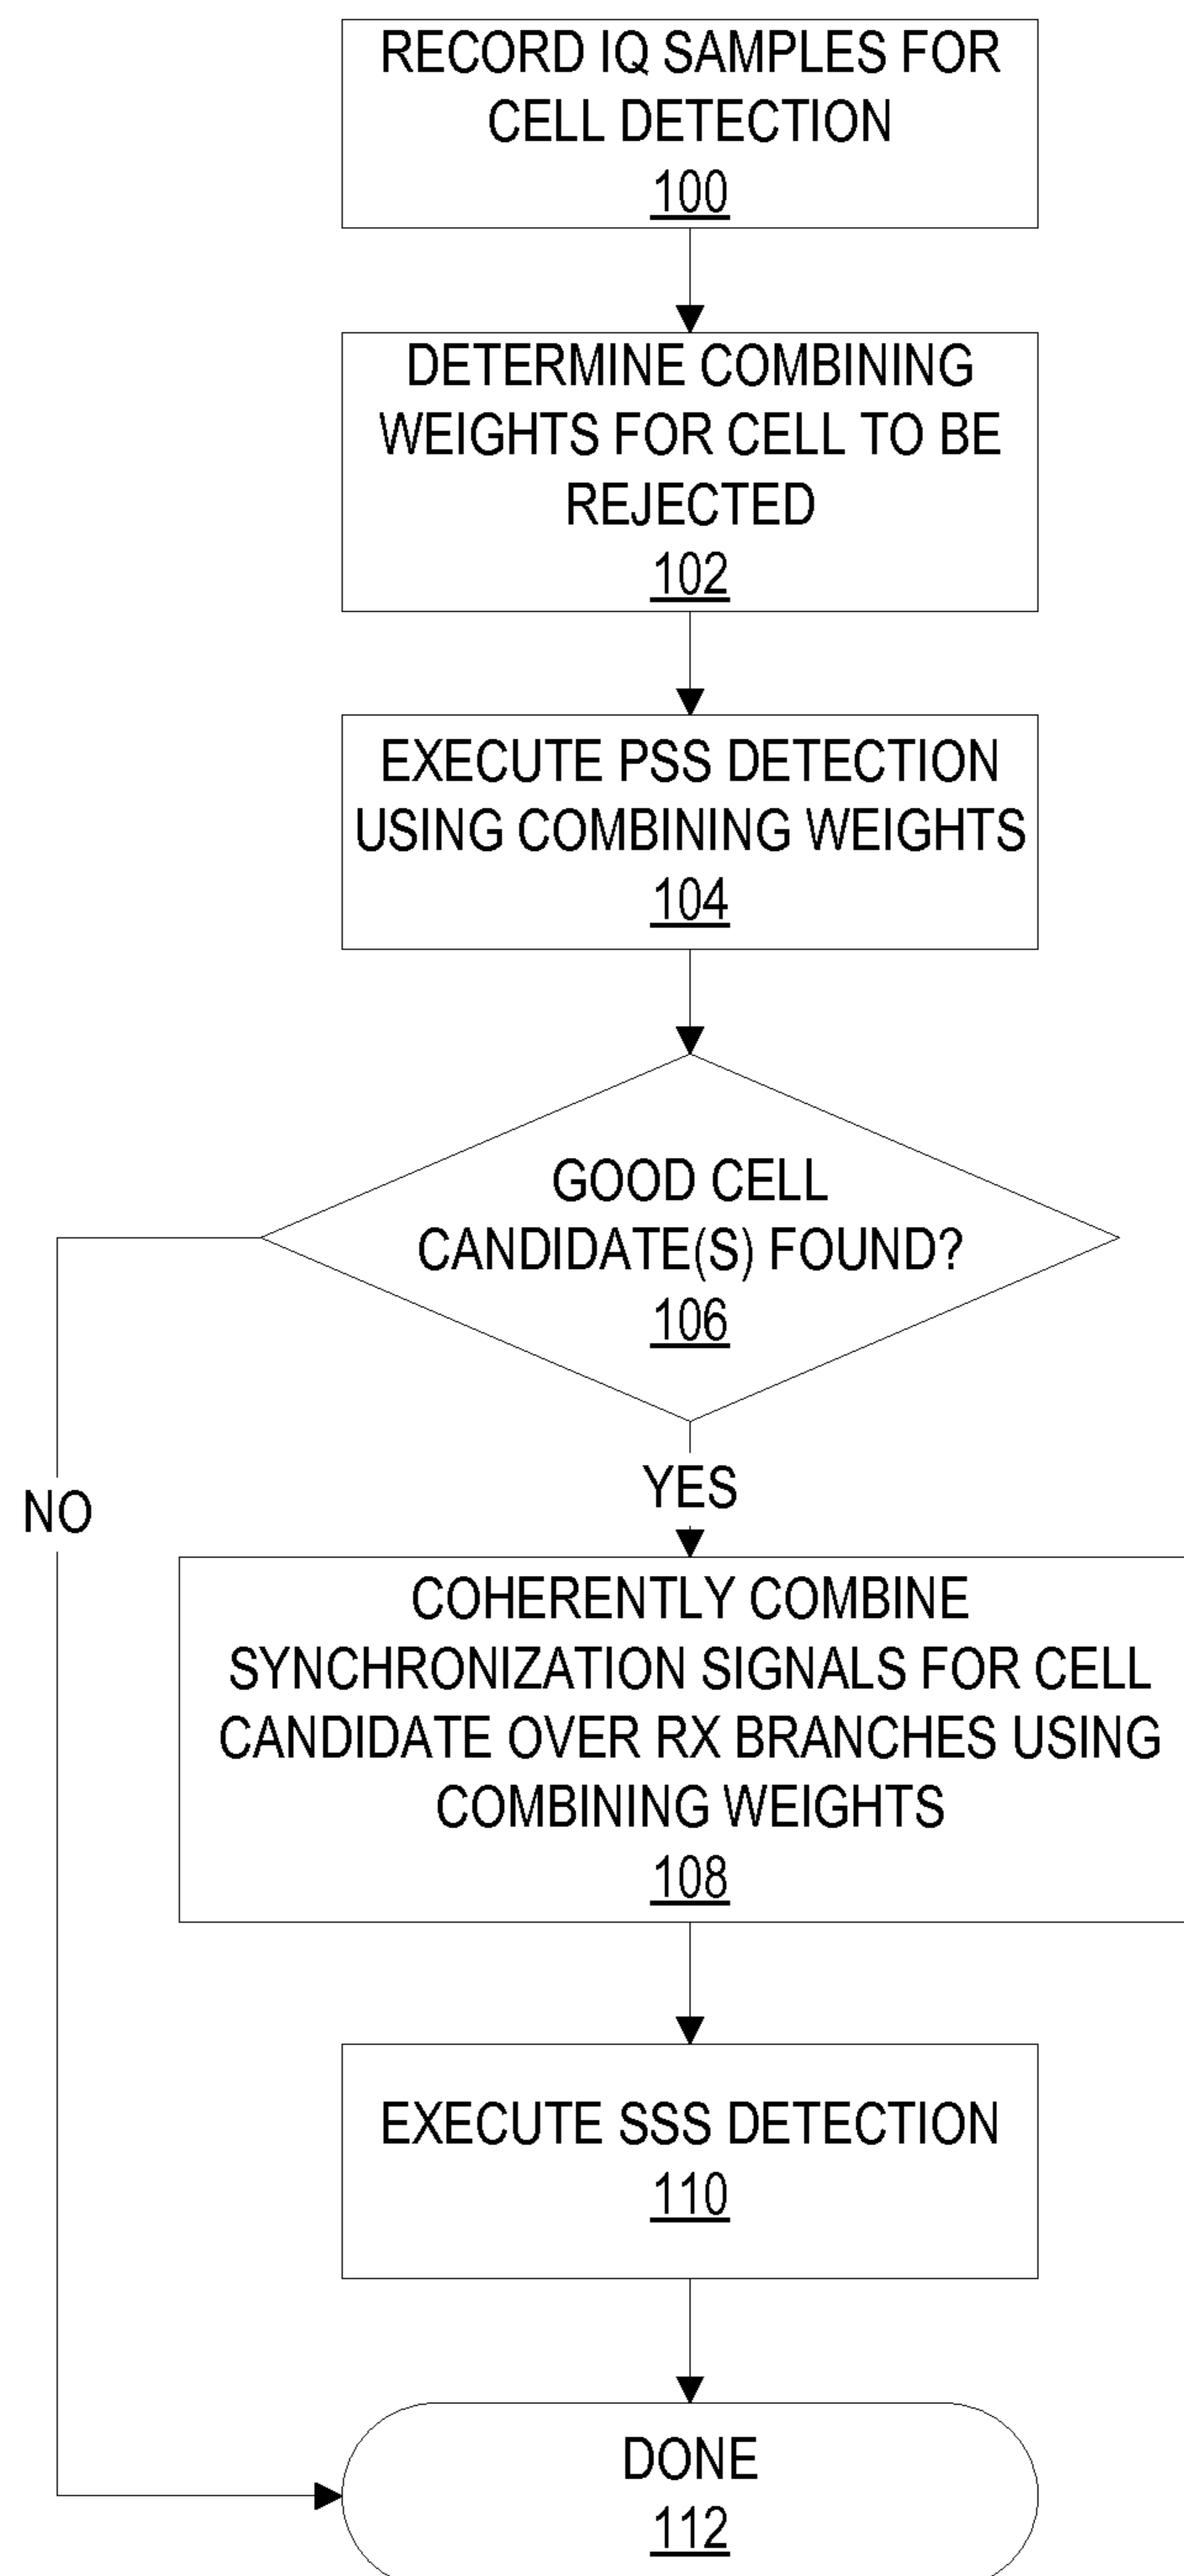 RECORD IQ SAMPLES FOR
CELL DETECTION
100
DETERMINE COMBINING
WEIGHTS FOR CELL TO BE
REJECTED
102
EXECUTE PSS DETECTION
USING COMBINING WEIGHTS
104
GOOD CELL
CANDIDATE(S) FOUND?
106
YES
NO
COHERENTLY COMBINE
SYNCHRONIZATION SIGNALS FOR CELL
CANDIDATE OVER RX BRANCHES USING
COMBINING WEIGHTS
108
EXECUTE SSS DETECTION
110
DONE
112